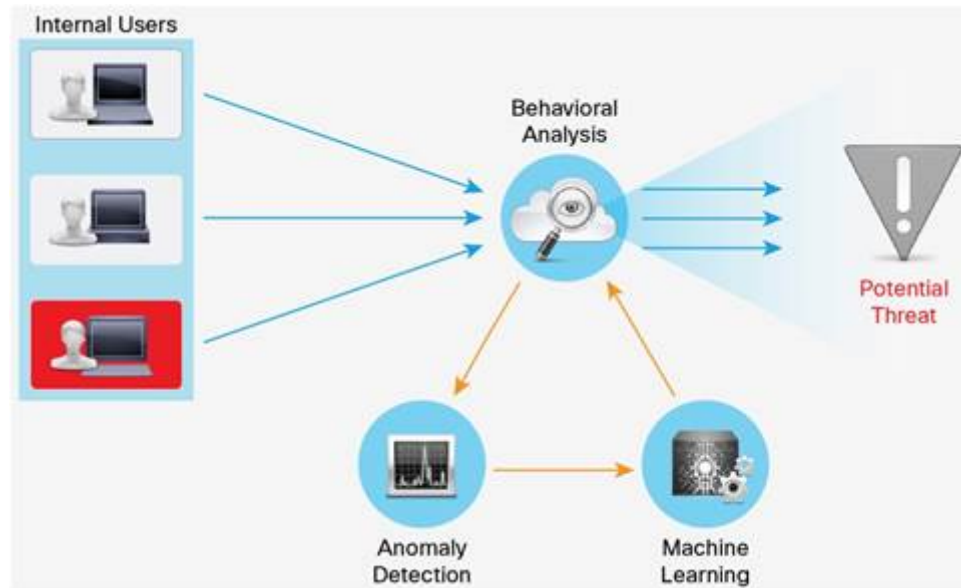 Internal Users
Behavioral
Analysis
Potential
Threat
Anomaly
Detection
Machine
Learning